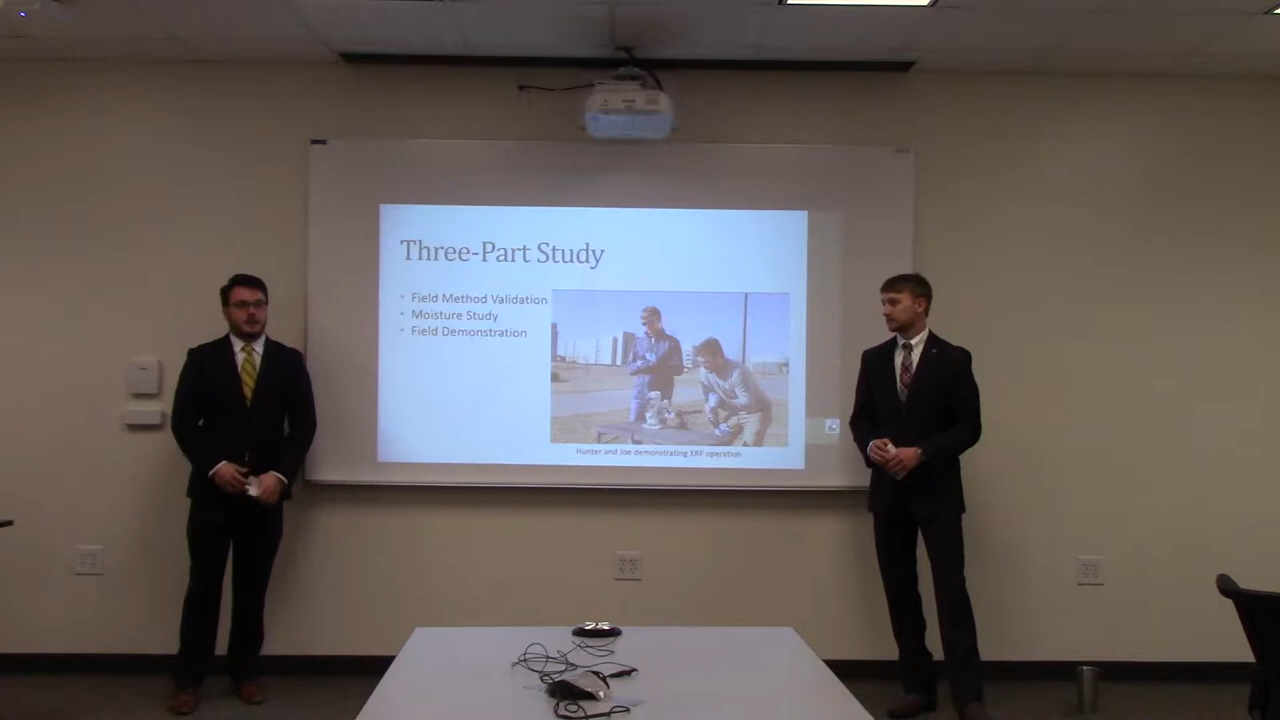 Three-Part Study
• Field Method Validation
• Moisture Study
• Field Demonstration
Hunter and Joe demonstrating XRF operation